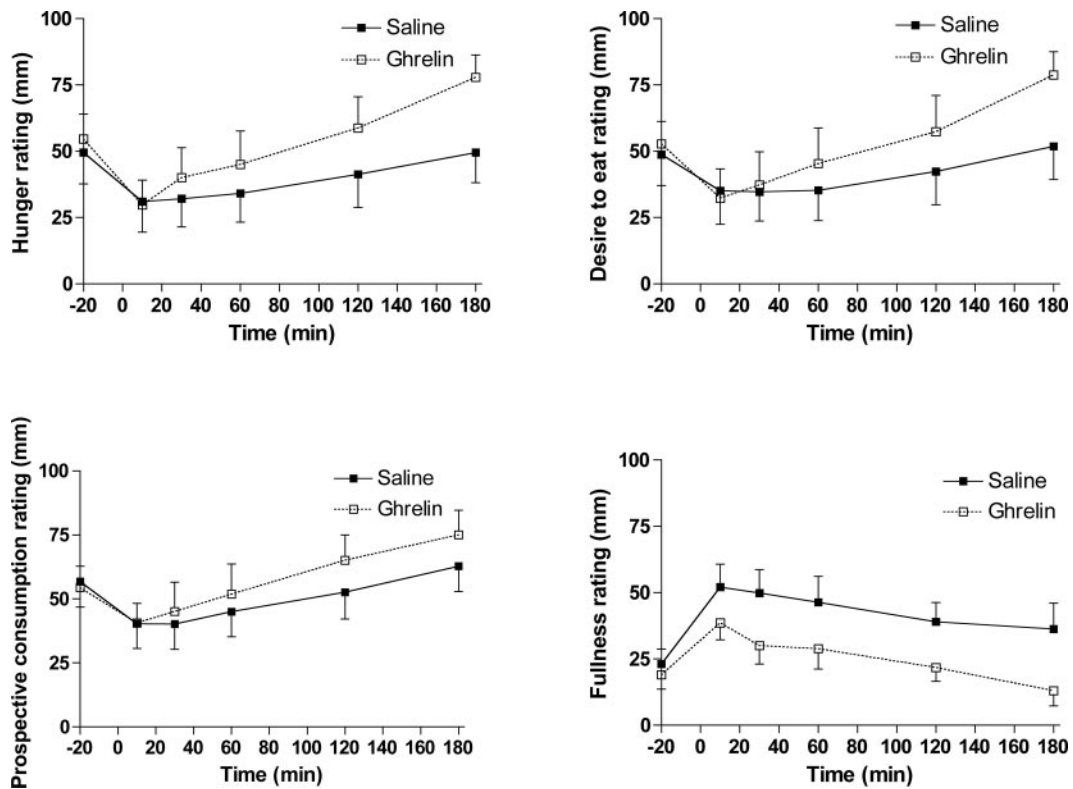 Hunger rating (mm)
100
75
50
25
0
Saline
Ghrelin
-20 0 20 40 60 80 100 120 140 160 180
Time (min)
Desire to eat rating (mm)
100
75
50
25
0
Saline
Ghrelin
-20 0 20 40 60 80 100 120 140 160 180
Time (min)
Prospective consumption rating (mm)
100
75
50
25
0
Saline
Ghrelin
-20 0 20 40 60 80 100 120 140 160 180
Time (min)
Fullness rating (mm)
100
75
50
25
0
Saline
Ghrelin
-20 0 20 40 60 80 100 120 140 160 180
Time (min)